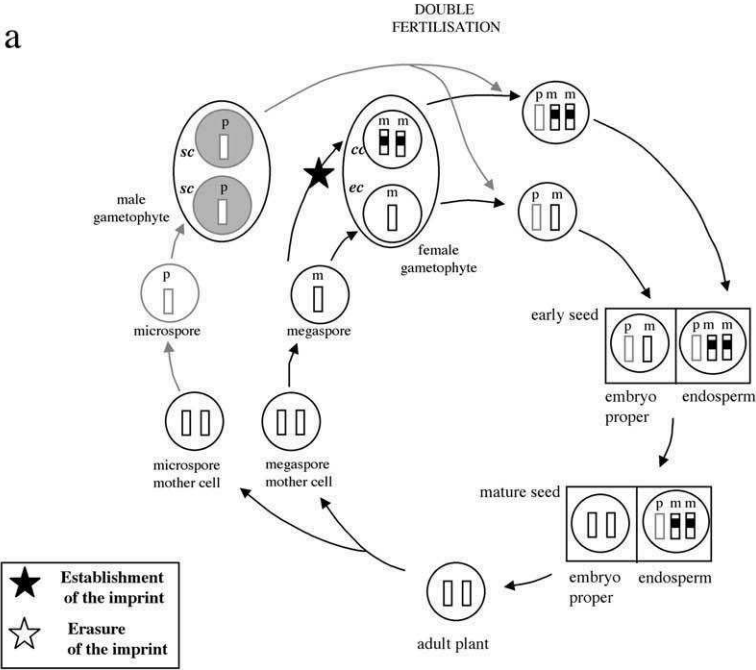 a
DOUBLE
FERTILISATION
p
sc
sc
p
male
gametophyte
m m
cc
ec
m
female
gametophyte
p m m
p m
p
microspore
m
megaspore
early seed
p m
p m m
embryo
proper
endosperm
microspore
mother cell
megaspore
mother cell
mature seed
p m m
embryo
proper
endosperm
adult plant
Establishment
of the imprint
Erasure
of the imprint